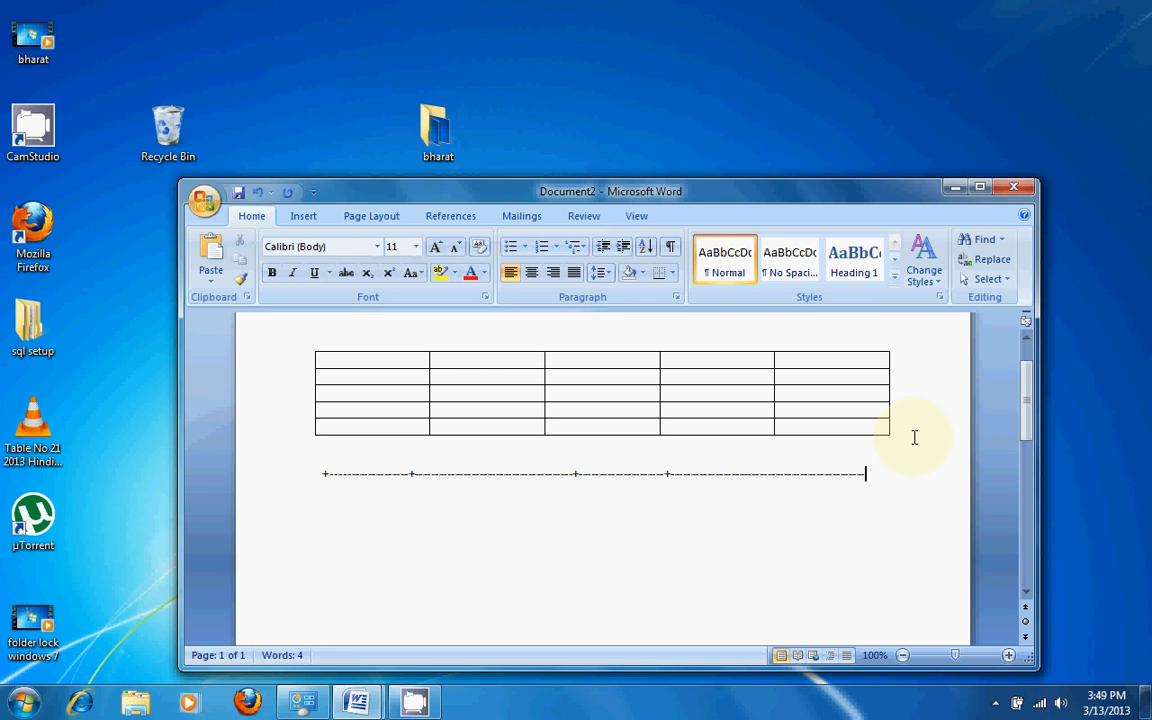 bharat
CamStudio
Recycle Bin
bharat
Mozilla
Firefox
sql setup
Table No 21
2013 Hindi...
µTorrent
folder lock
windows 7
Document2 - Microsoft Word
Home Insert Page Layout References Mailings Review View
Paste
Clipboard
Calibri (Body) 11
Font
Paragraph
AaBbCcDc AaBbCcDc AaBbC
¶ Normal ¶ No Spaci... Heading 1
Change
Styles
Styles
Find
Replace
Select
Editing
+-------------------+------------------------------------+--------------------+--------------------------------------------
Page: 1 of 1 Words: 4 100%
3:49 PM
3/13/2013